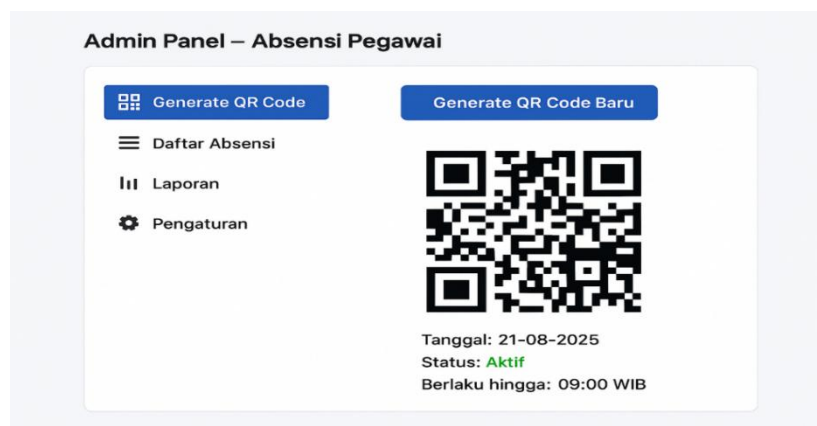 Admin Panel – Absensi Pegawai
Generate QR Code
Daftar Absensi
Laporan
Pengaturan
Generate QR Code Baru
Tanggal: 21-08-2025
Status: Aktif
Berlaku hingga: 09:00 WIB